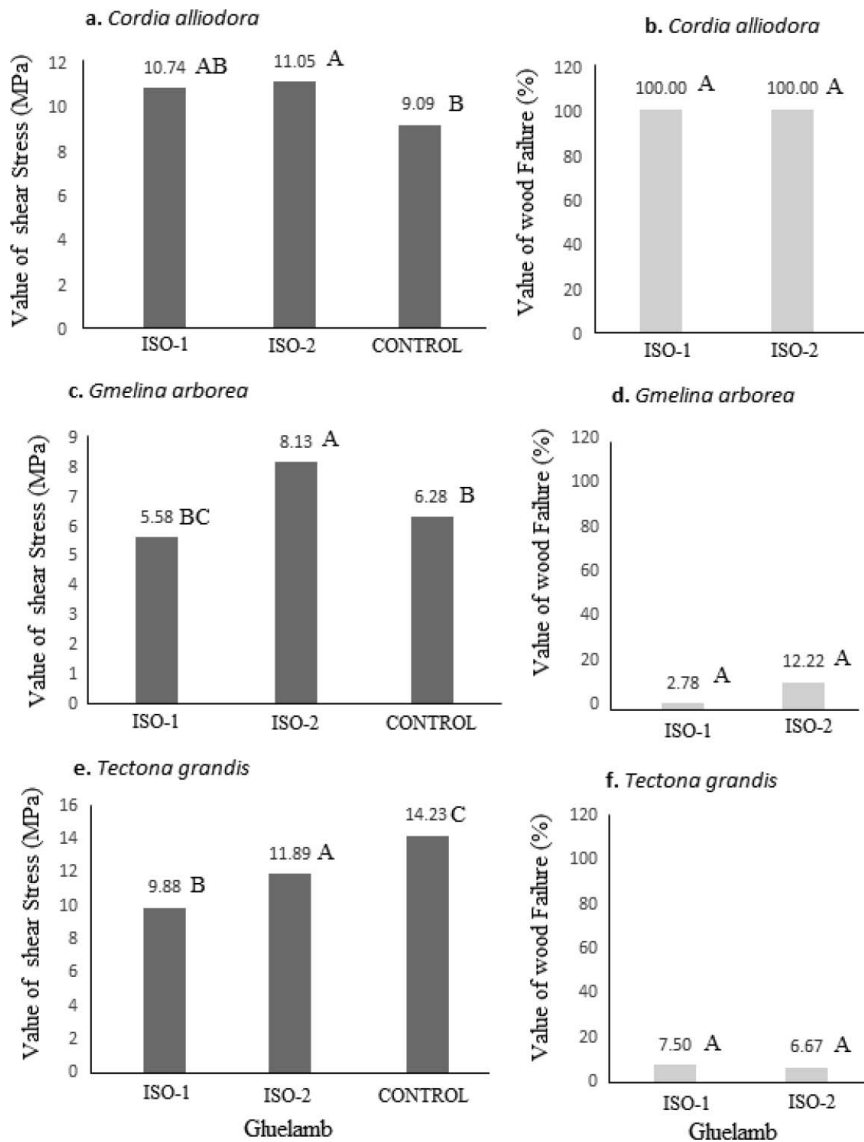 a. Cordia alliodora
Value of shear Stress (MPa)
12
10
8
6
4
2
0
10.74 AB
11.05 A
9.09 B
ISO-1 ISO-2 CONTROL
b. Cordia alliodora
Value of wood Failure (%)
120
100
80
60
40
20
0
100.00 A
100.00 A
ISO-1 ISO-2
c. Gmelina arborea
Value of shear Stress (MPa)
9
8
7
6
5
4
3
2
1
0
5.58 BC
8.13 A
6.28 B
ISO-1 ISO-2 CONTROL
d. Gmelina arborea
Value of wood Failure (%)
120
100
80
60
40
20
0
2.78 A
12.22 A
ISO-1 ISO-2
e. Tectona grandis
Value of shear Stress (MPa)
16
14
12
10
8
6
4
2
0
9.88 B
11.89 A
14.23 C
ISO-1 ISO-2 CONTROL
Gluelamb
f. Tectona grandis
Value of wood Failure (%)
120
100
80
60
40
20
0
7.50 A
6.67 A
ISO-1 ISO-2
Gluelamb